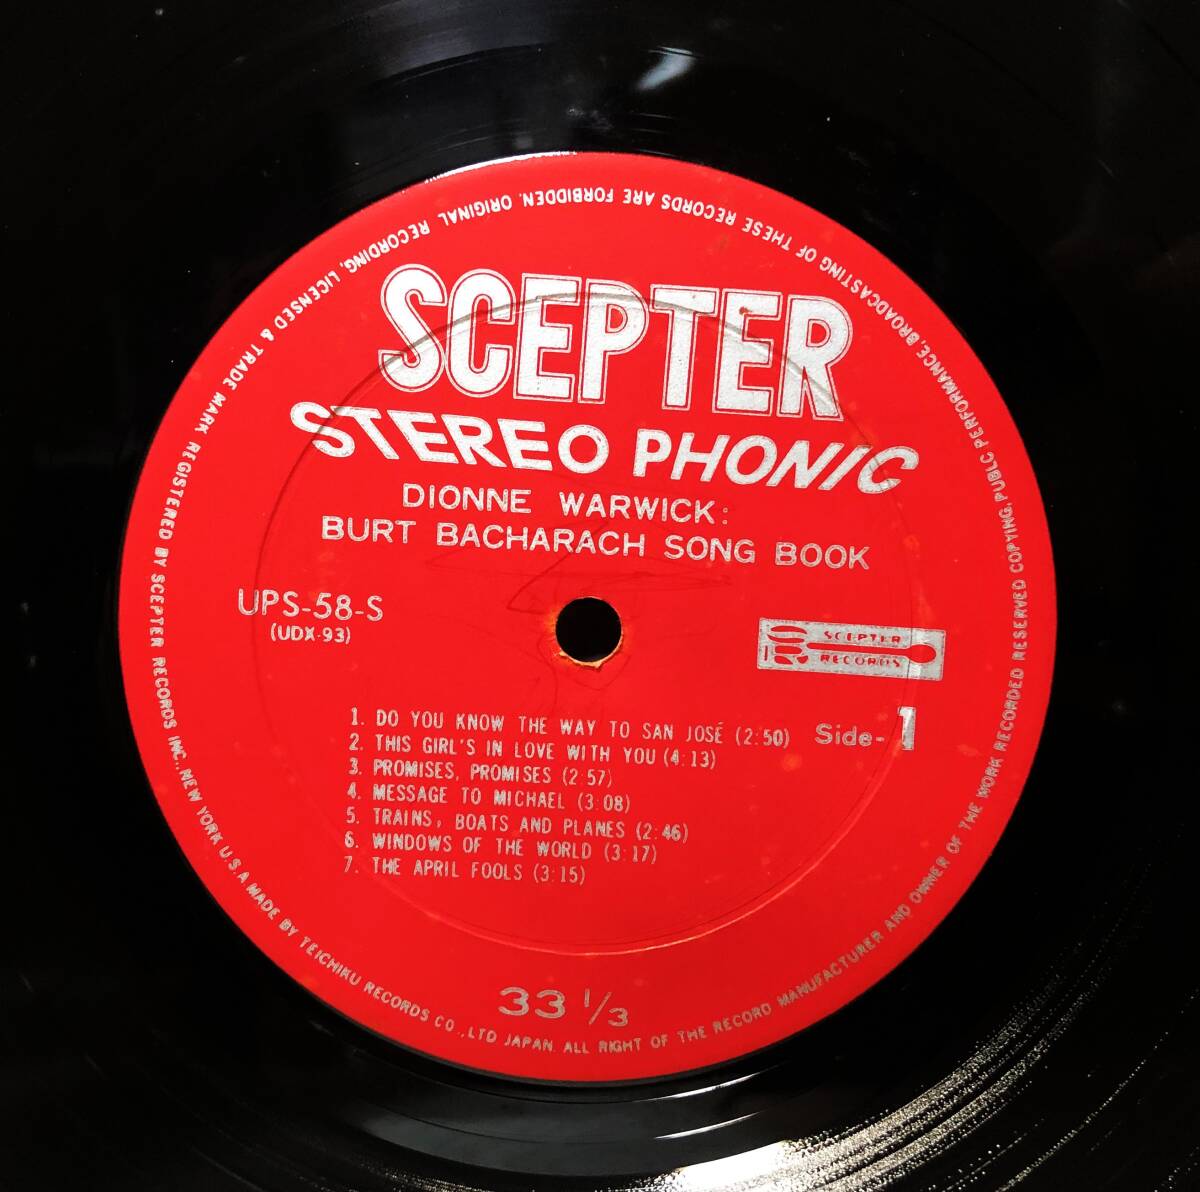 SCEPTER
STEREO PHONIC
DIONNE WARWICK:
BURT BACHARACH SONG BOOK
UPS-58-S
(UDX-93)
SCEPTER
RECORDS
Side-1
1. DO YOU KNOW THE WAY TO SAN JOSÉ (2:50)
2. THIS GIRL'S IN LOVE WITH YOU (4:13)
3. PROMISES, PROMISES (2:57)
4. MESSAGE TO MICHAEL (3:08)
5. TRAINS, BOATS AND PLANES (2:46)
6. WINDOWS OF THE WORLD (3:17)
7. THE APRIL FOOLS (3:15)
33 1/3
ORIGINAL RECORDING, LICENSED & TRADE MARK REGISTERED BY SCEPTER RECORDS INC., NEW YORK U.S.A MADE BY TEICHIKU RECORDS CO., LTD JAPAN. ALL RIGHT OF THE RECORD MANUFACTURER AND OWNER OF THE WORK RECORDED RESERVED COPYING, PUBLC PERFORMANCE, BROADCASTING OF THESE RECORDS ARE FORBIDDEN.